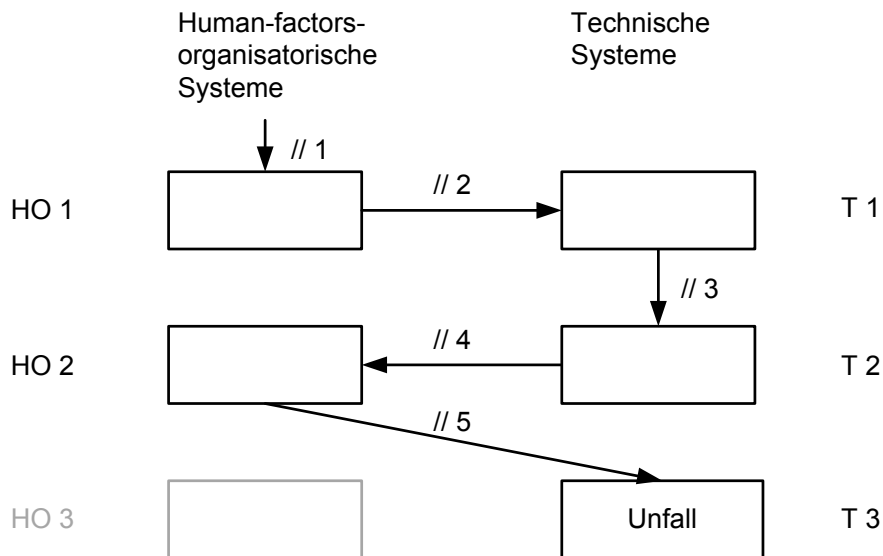 Human-factors-
organisatorische
Systeme
Technische
Systeme
// 1
HO 1
// 2
T 1
// 3
HO 2
// 4
T 2
// 5
HO 3
Unfall
T 3